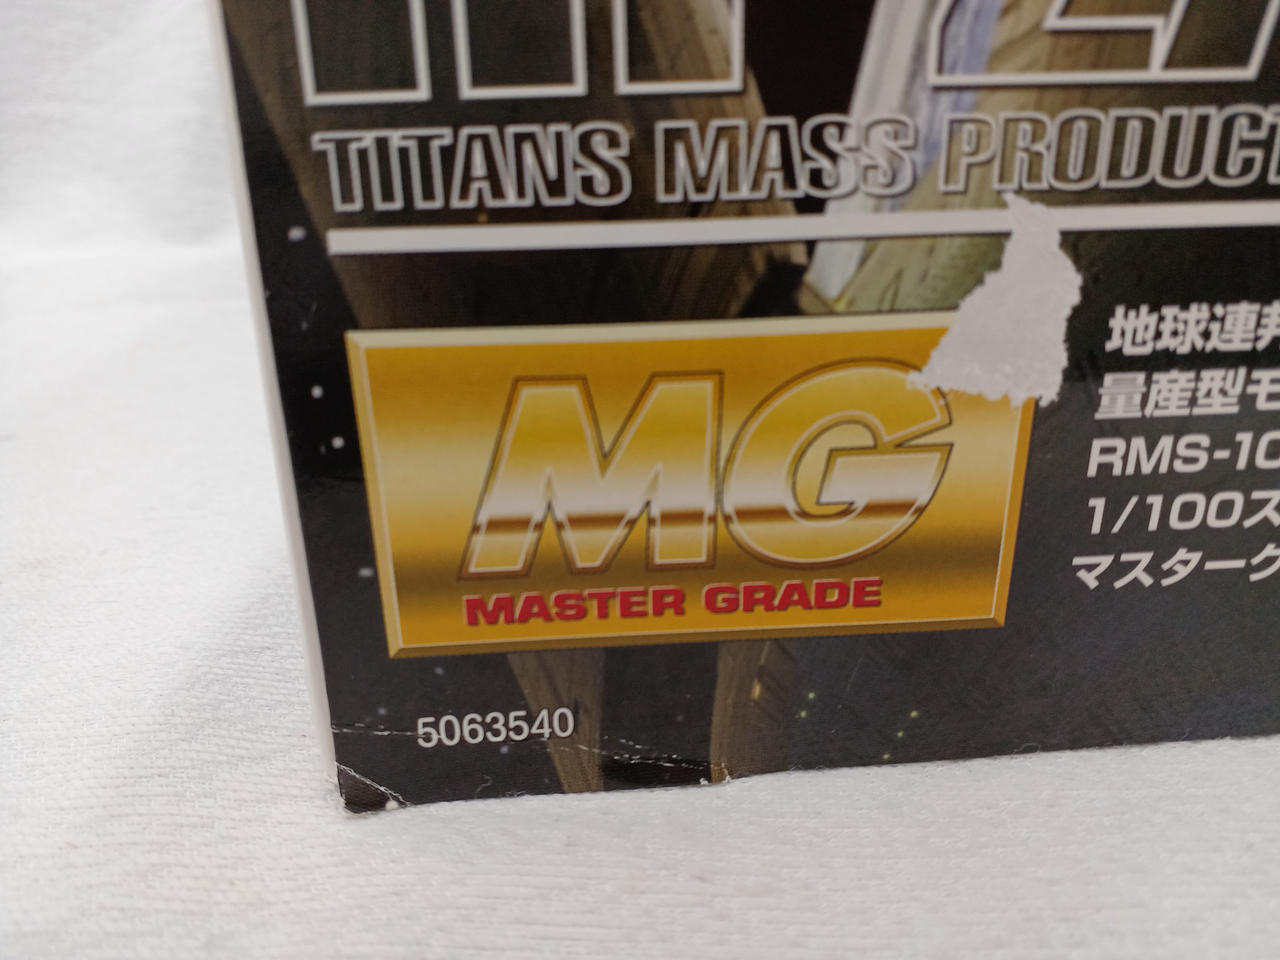 TITANS MASS PRODUCT
地球連邦
量産型モ
RMS-10
1/100ス
マスターク
MG
MASTER GRADE
5063540